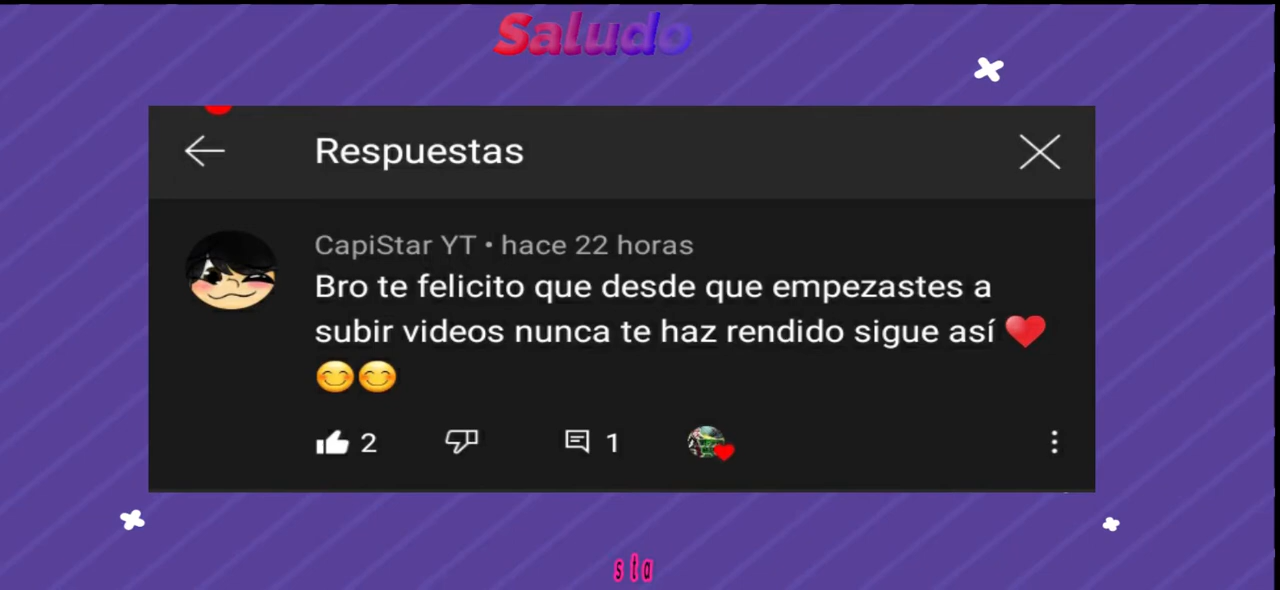 Saludo
Respuestas
CapiStar YT • hace 22 horas
Bro te felicito que desde que empezastes a
subir videos nunca te haz rendido sigue así ❤️
😊😊
2 1
sta